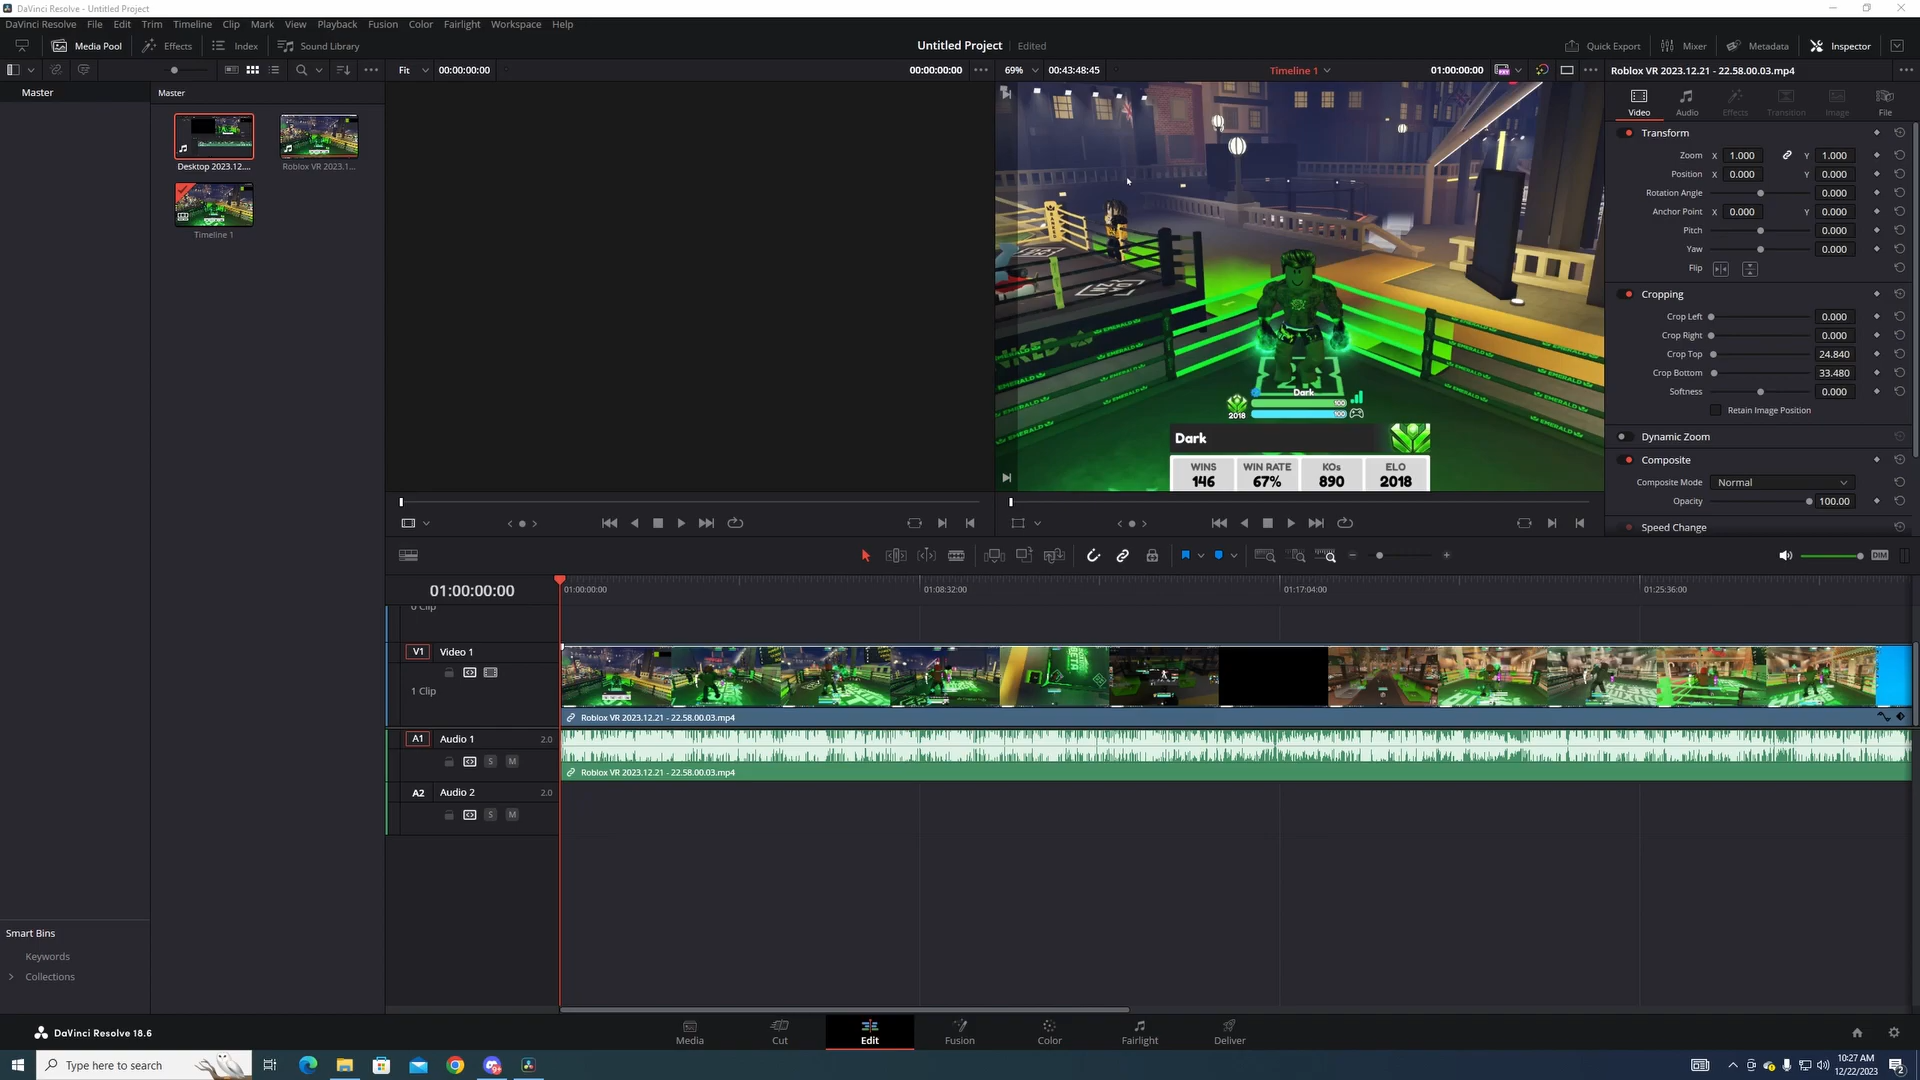 DaVinci Resolve - Untitled Project
DaVinci Resolve File Edit Trim Timeline Clip Mark View Playback Fusion Color Fairlight Workspace Help
Media Pool Effects Index Sound Library
Untitled Project Edited
Quick Export Mixer Metadata Inspector
Fit 00:00:00:00 00:00:00:00
69% 00:43:48:45 Timeline 1 01:00:00:00
Roblox VR 2023.12.21 - 22.58.00.03.mp4
Master
Master
Desktop 2023.12....
Roblox VR 2023.1...
Timeline 1
Smart Bins
Keywords
Collections
EMERALD
Dark
2018 100
100
Dark
WINS WIN RATE KOs ELO
146 67% 890 2018
Video Audio Effects Transition Image File
Transform
Zoom X 1.000 Y 1.000
Position X 0.000 Y 0.000
Rotation Angle 0.000
Anchor Point X 0.000 Y 0.000
Pitch 0.000
Yaw 0.000
Flip
Cropping
Crop Left 0.000
Crop Right 0.000
Crop Top 24.840
Crop Bottom 33.480
Softness 0.000
Retain Image Position
Dynamic Zoom
Composite
Composite Mode Normal
Opacity 100.00
Speed Change
DIM
01:00:00:00
01:00:00:00 01:08:32:00 01:17:04:00 01:25:36:00
0 Clip
V1 Video 1
1 Clip
Roblox VR 2023.12.21 - 22.58.00.03.mp4
A1 Audio 1 2.0
S M
Roblox VR 2023.12.21 - 22.58.00.03.mp4
A2 Audio 2 2.0
S M
DaVinci Resolve 18.6
Media Cut Edit Fusion Color Fairlight Deliver
Type here to search
10:27 AM
12/22/2023
2